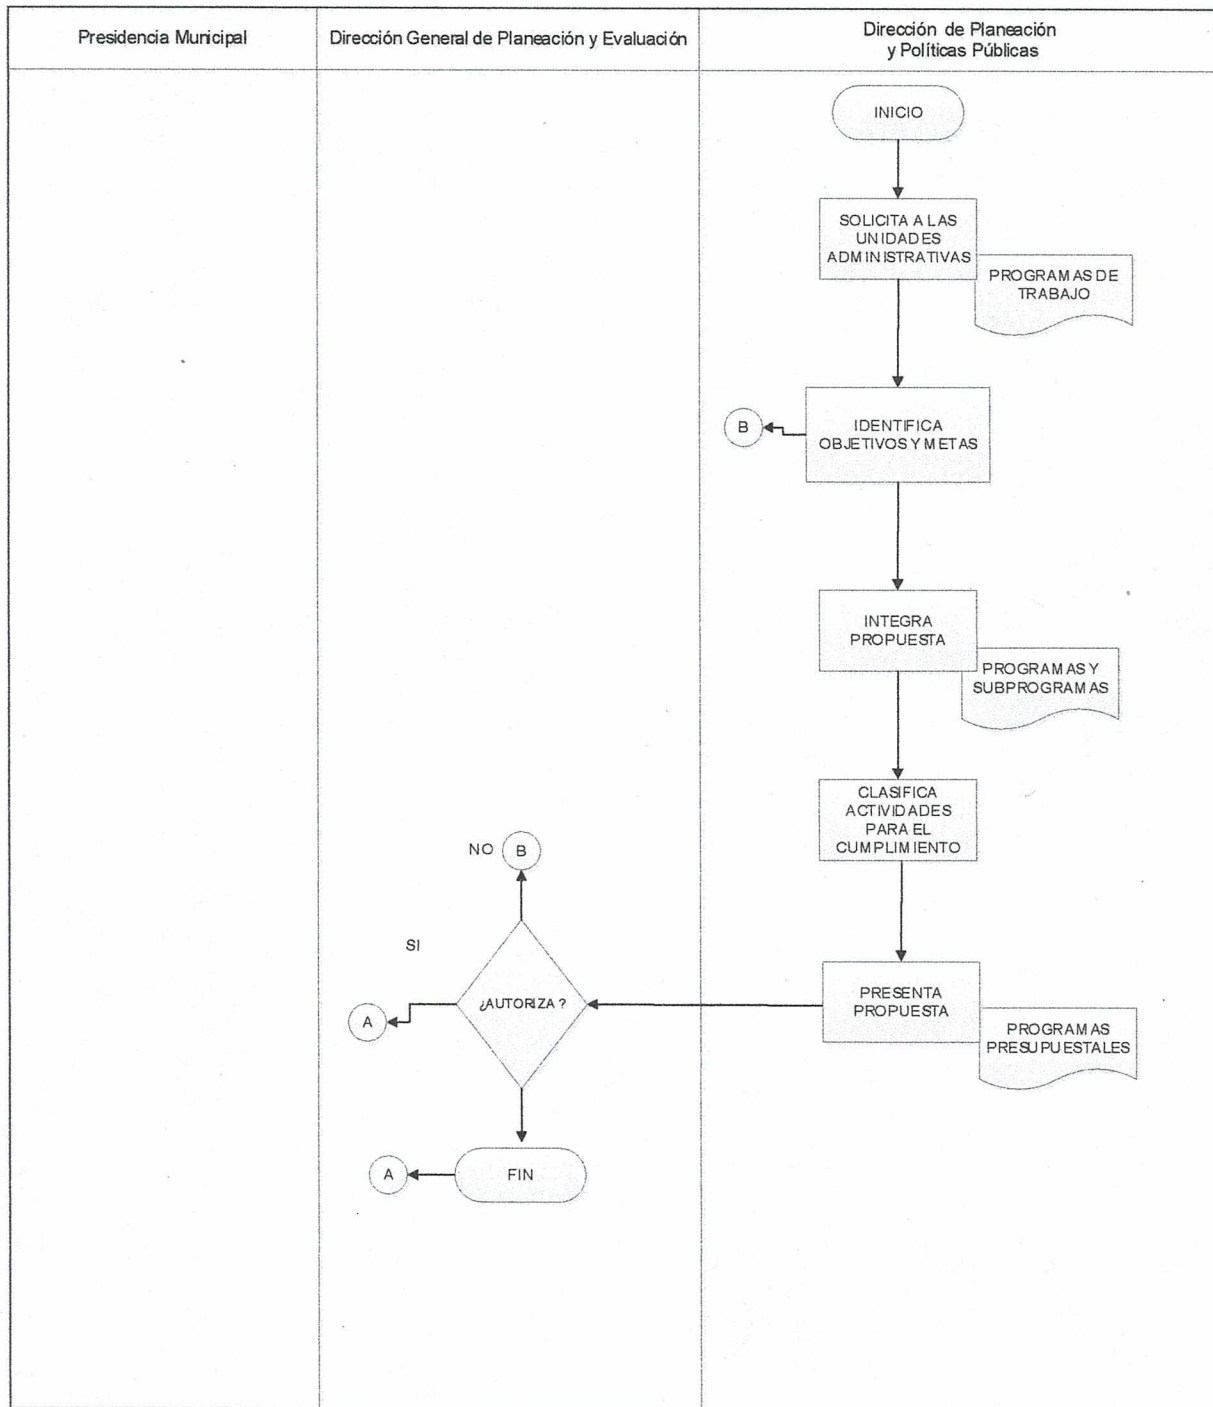 Presidencia Municipal
Dirección General de Planeación y Evaluación
Dirección de Planeación
y Políticas Públicas
INICIO
SOLICITA A LAS
UNIDADES
ADMINISTRATIVAS
PROGRAMAS DE
TRABAJO
B
IDENTIFICA
OBJETIVOS Y METAS
INTEGRA
PROPUESTA
PROGRAMAS Y
SUBPROGRAMAS
CLASIFICA
ACTIVIDADES
PARA EL
CUMPLIMIENTO
NO
B
SI
¿AUTORIZA?
A
PRESENTA
PROPUESTA
PROGRAMAS
PRESUPUESTALES
A
FIN